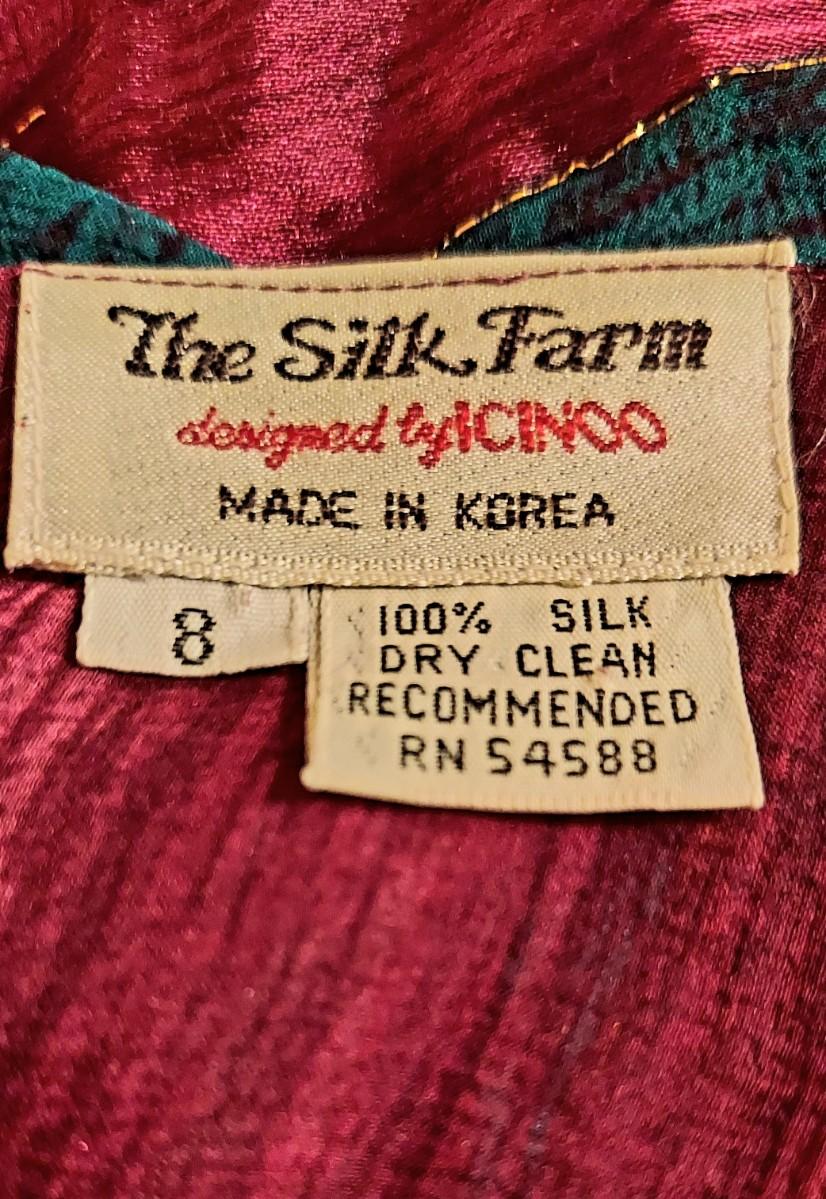 The Silk Farm
designed by ICINOO
MADE IN KOREA
8
100% SILK
DRY CLEAN
RECOMMENDED
RN 54588